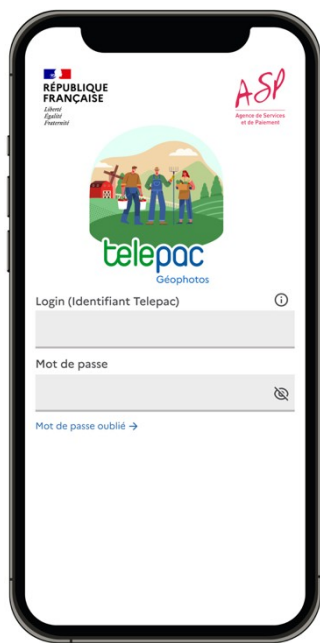 RÉPUBLIQUE
FRANÇAISE
Liberté
Égalité
Fraternité
ASP
Agence de Services
et de Paiement
telepac
Géophotos
Login (Identifiant Telepac)
Mot de passe
Mot de passe oublié →